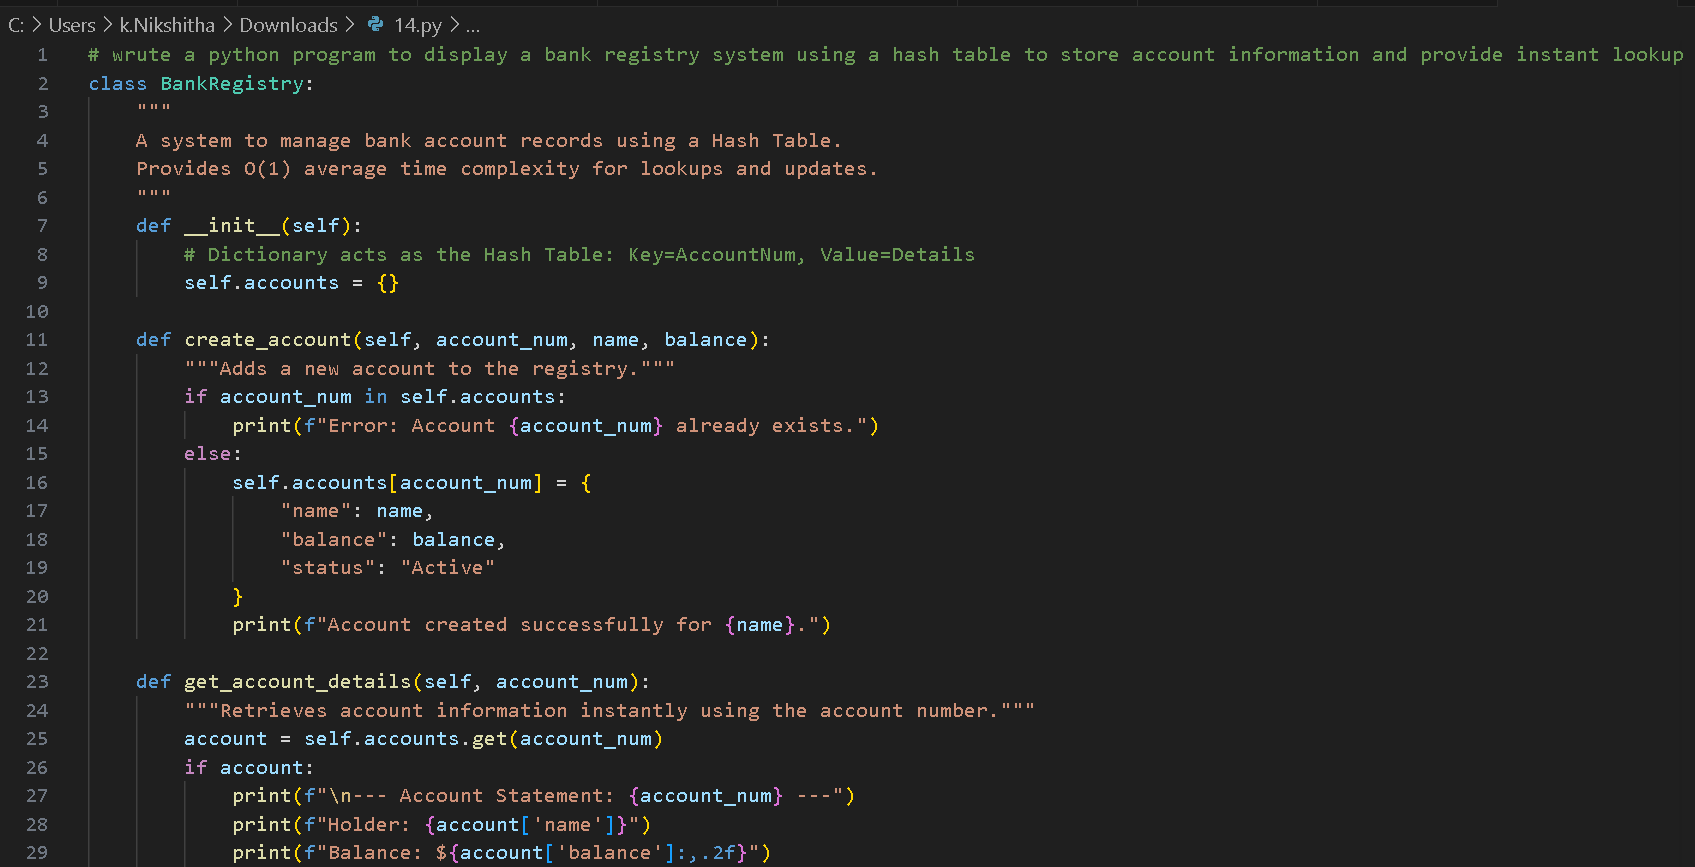 C: > Users > k.Nikshitha > Downloads > 14.py > ...
1 # wrute a python program to display a bank registry system using a hash table to store account information and provide instant lookup
2 class BankRegistry:
3     """
4     A system to manage bank account records using a Hash Table.
5     Provides O(1) average time complexity for lookups and updates.
6     """
7     def __init__(self):
8         # Dictionary acts as the Hash Table: Key=AccountNum, Value=Details
9         self.accounts = {}
10
11     def create_account(self, account_num, name, balance):
12         """Adds a new account to the registry."""
13         if account_num in self.accounts:
14             print(f"Error: Account {account_num} already exists.")
15         else:
16             self.accounts[account_num] = {
17                 "name": name,
18                 "balance": balance,
19                 "status": "Active"
20             }
21             print(f"Account created successfully for {name}.")
22
23     def get_account_details(self, account_num):
24         """Retrieves account information instantly using the account number."""
25         account = self.accounts.get(account_num)
26         if account:
27             print(f"\n--- Account Statement: {account_num} ---")
28             print(f"Holder: {account['name']}")
29             print(f"Balance: ${account['balance']:,.2f}")